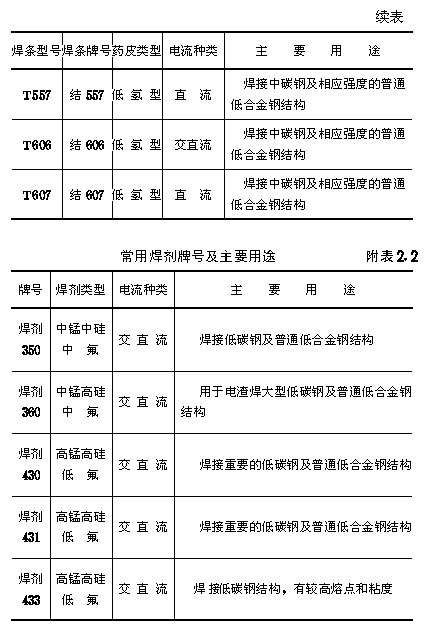 续表
焊条型号 焊条牌号 药皮类型 电流种类 主 要 用 途
T557 结557 低氢型 直流 焊接中碳钢及相应强度的普通
低合金钢结构
T606 结606 低氢型 交直流 焊接中碳钢及相应强度的普通
低合金钢结构
T607 结607 低氢型 直流 焊接中碳钢及相应强度的普通
低合金钢结构
常用焊剂牌号及主要用途 附表2.2
牌号 焊剂类型 电流种类 主 要 用 途
焊剂 中锰中硅
350 中氟 交直流 焊接低碳钢及普通低合金钢结构
焊剂 中锰高硅 用于电渣焊大型低碳钢及普通低合金钢
360 中氟 交直流 结构
焊剂 高锰高硅
430 低氟 交直流 焊接重要的低碳钢及普通低合金钢结构
焊剂 高锰高硅
431 低氟 交直流 焊接重要的低碳钢及普通低合金钢结构
焊剂 高锰高硅
433 低氟 交直流 焊接低碳钢结构，有较高熔点和粘度